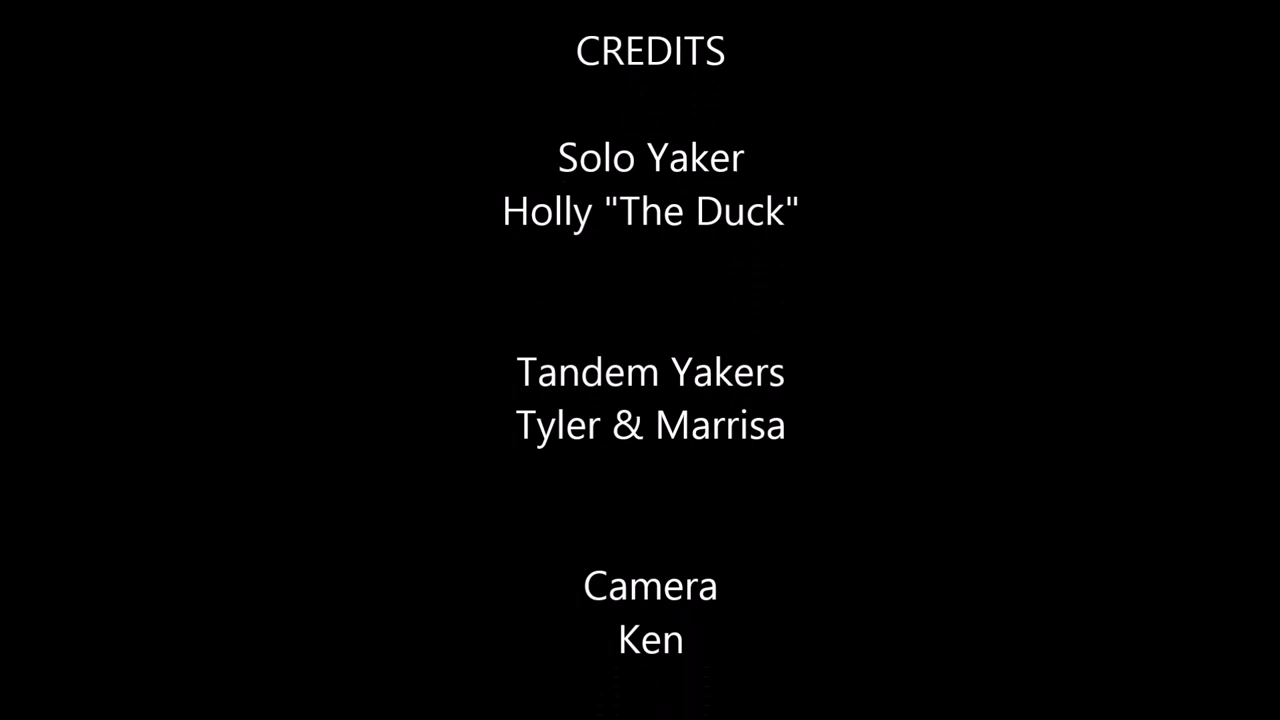 CREDITS
Solo Yaker
Holly "The Duck"
Tandem Yakers
Tyler & Marrisa
Camera
Ken